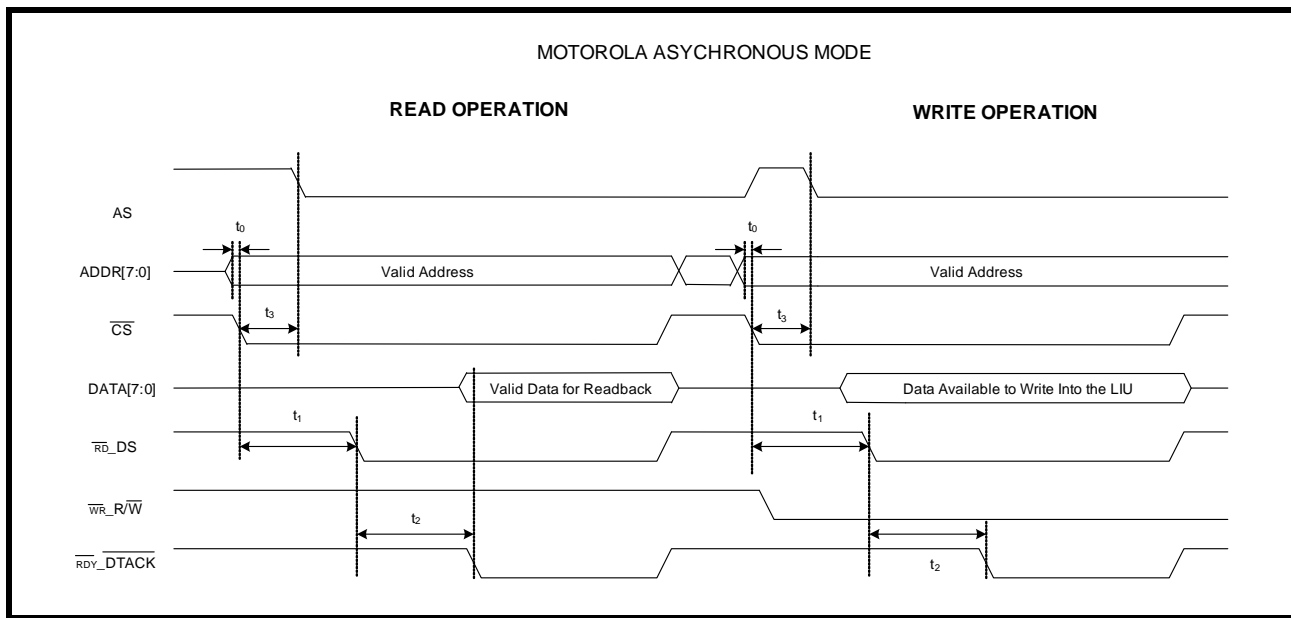 MOTOROLA ASYCHRONOUS MODE
READ OPERATION
WRITE OPERATION
AS
t0
t0
ADDR[7:0]
Valid Address
Valid Address
CS
t3
t3
DATA[7:0]
Valid Data for Readback
Data Available to Write Into the LIU
t1
t1
RD_DS
WR_R/W
t2
RDY_DTACK
t2